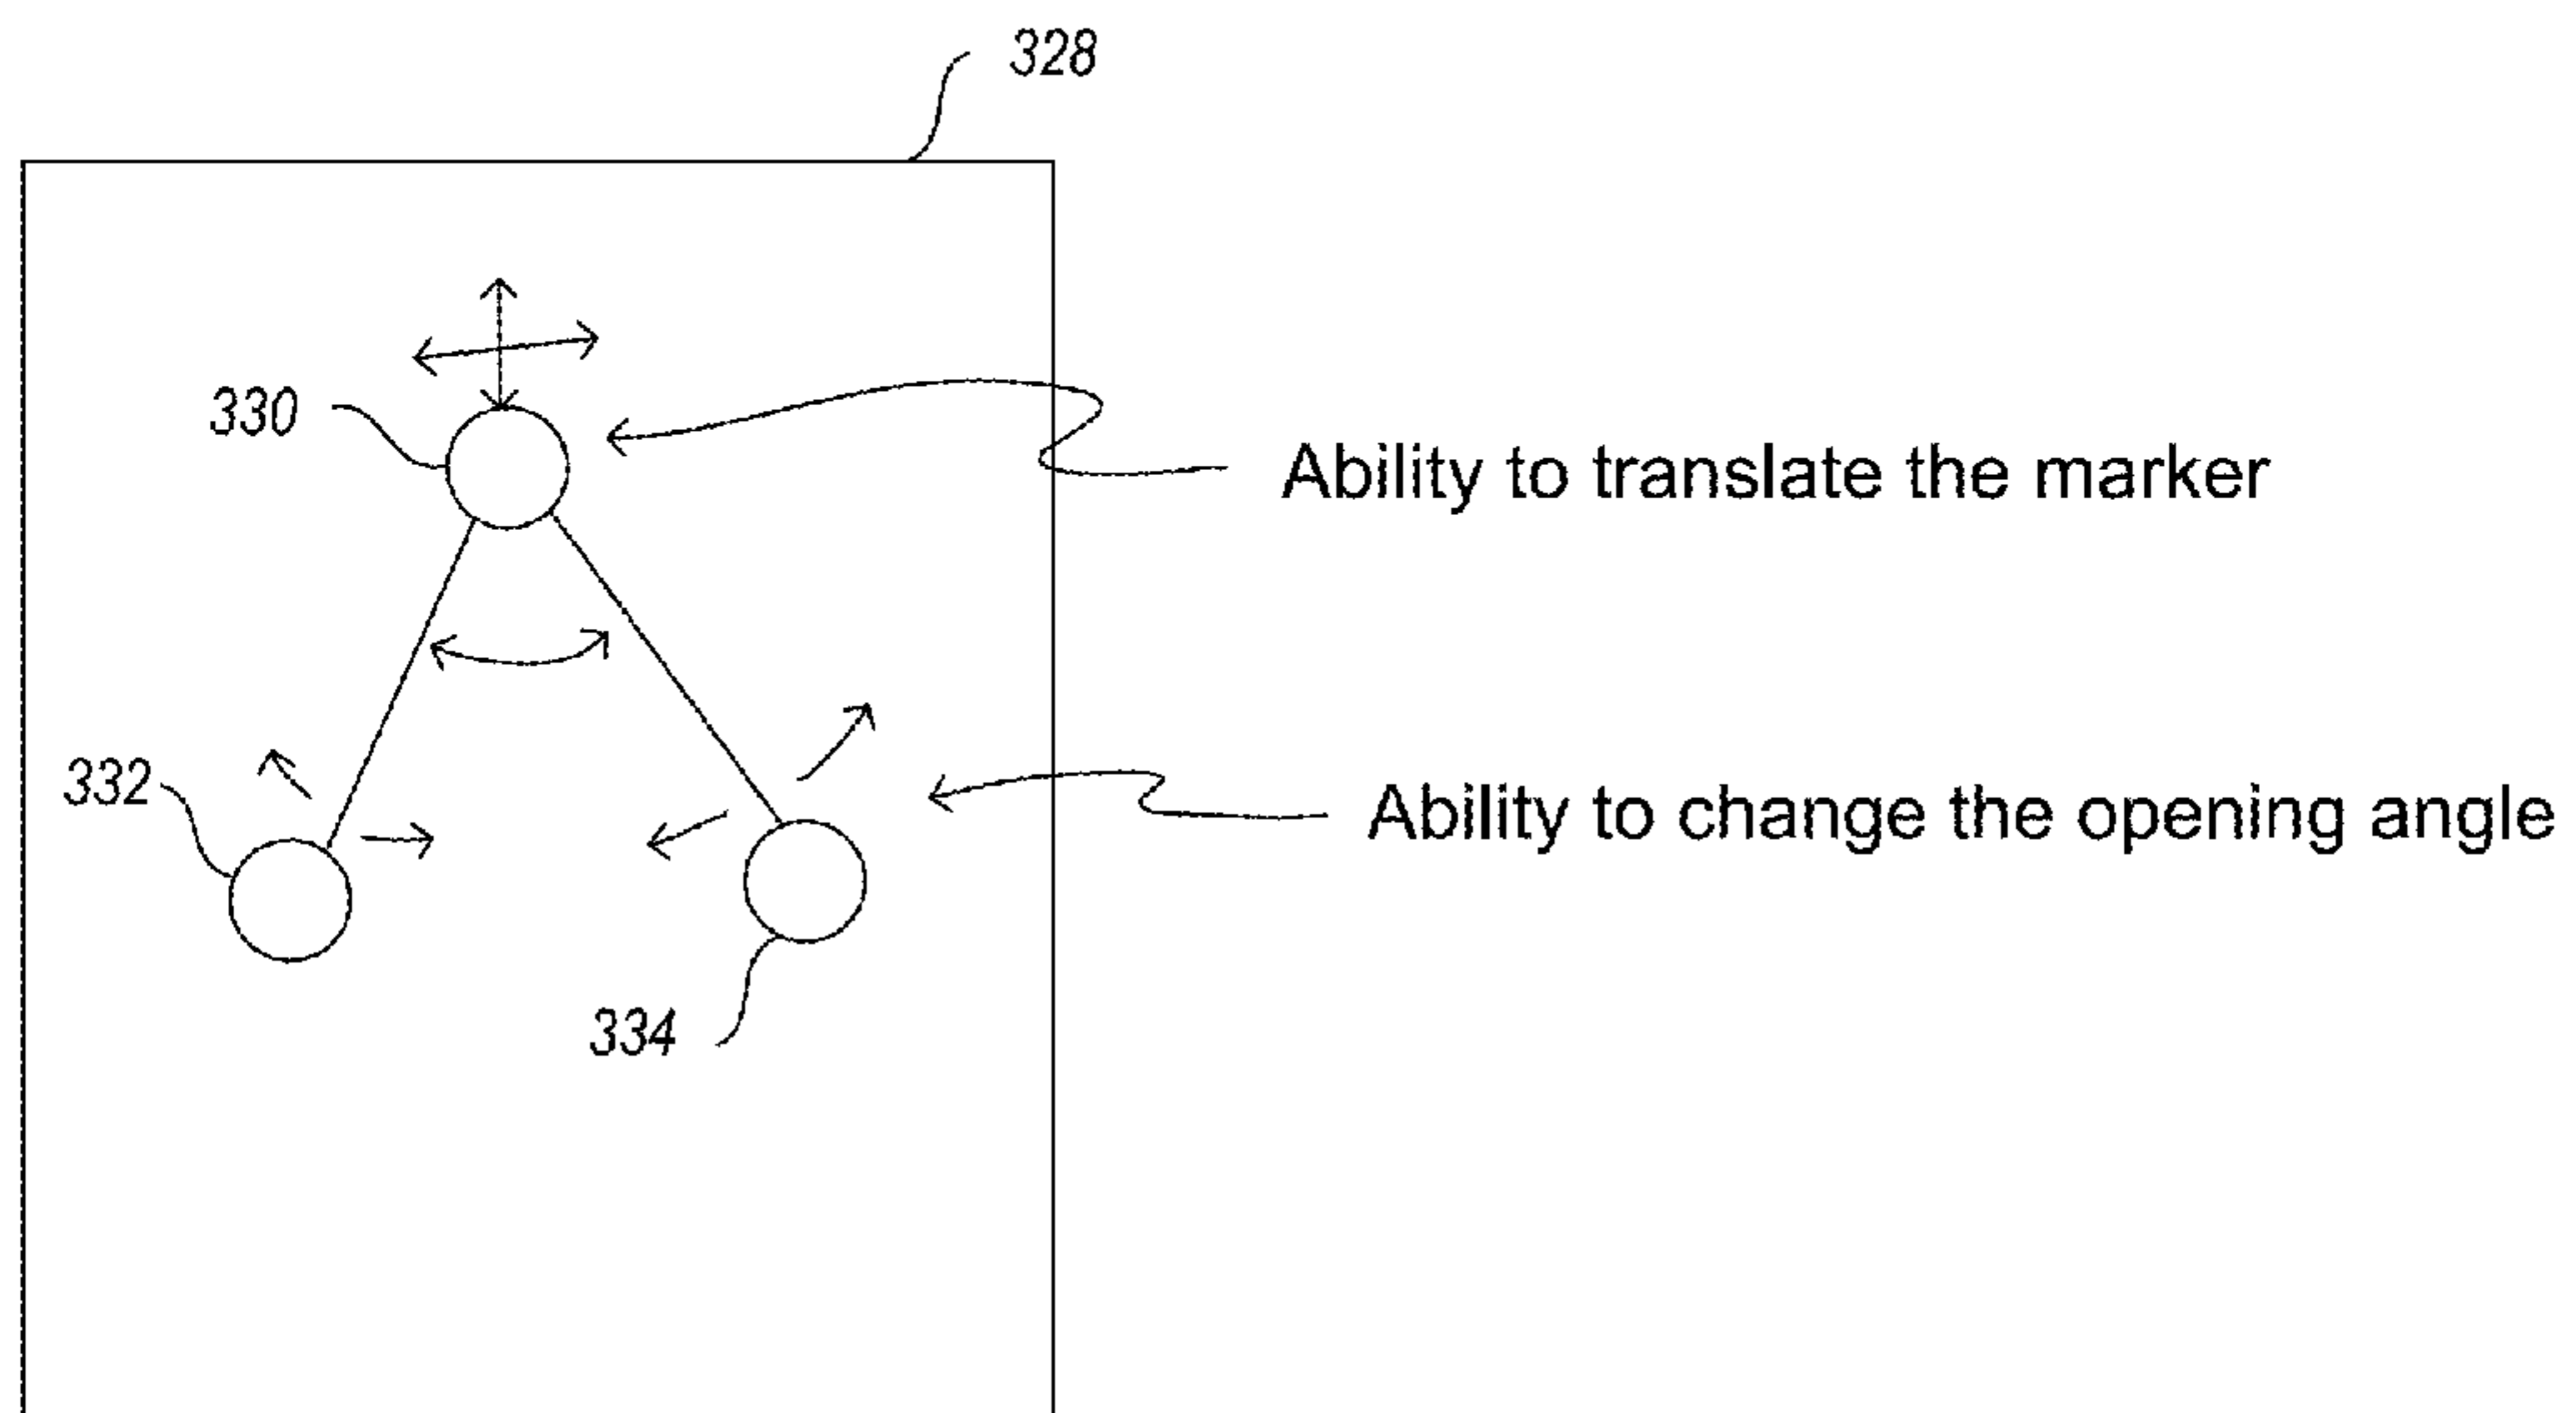 328
330
Ability to translate the marker
332
Ability to change the opening angle
334